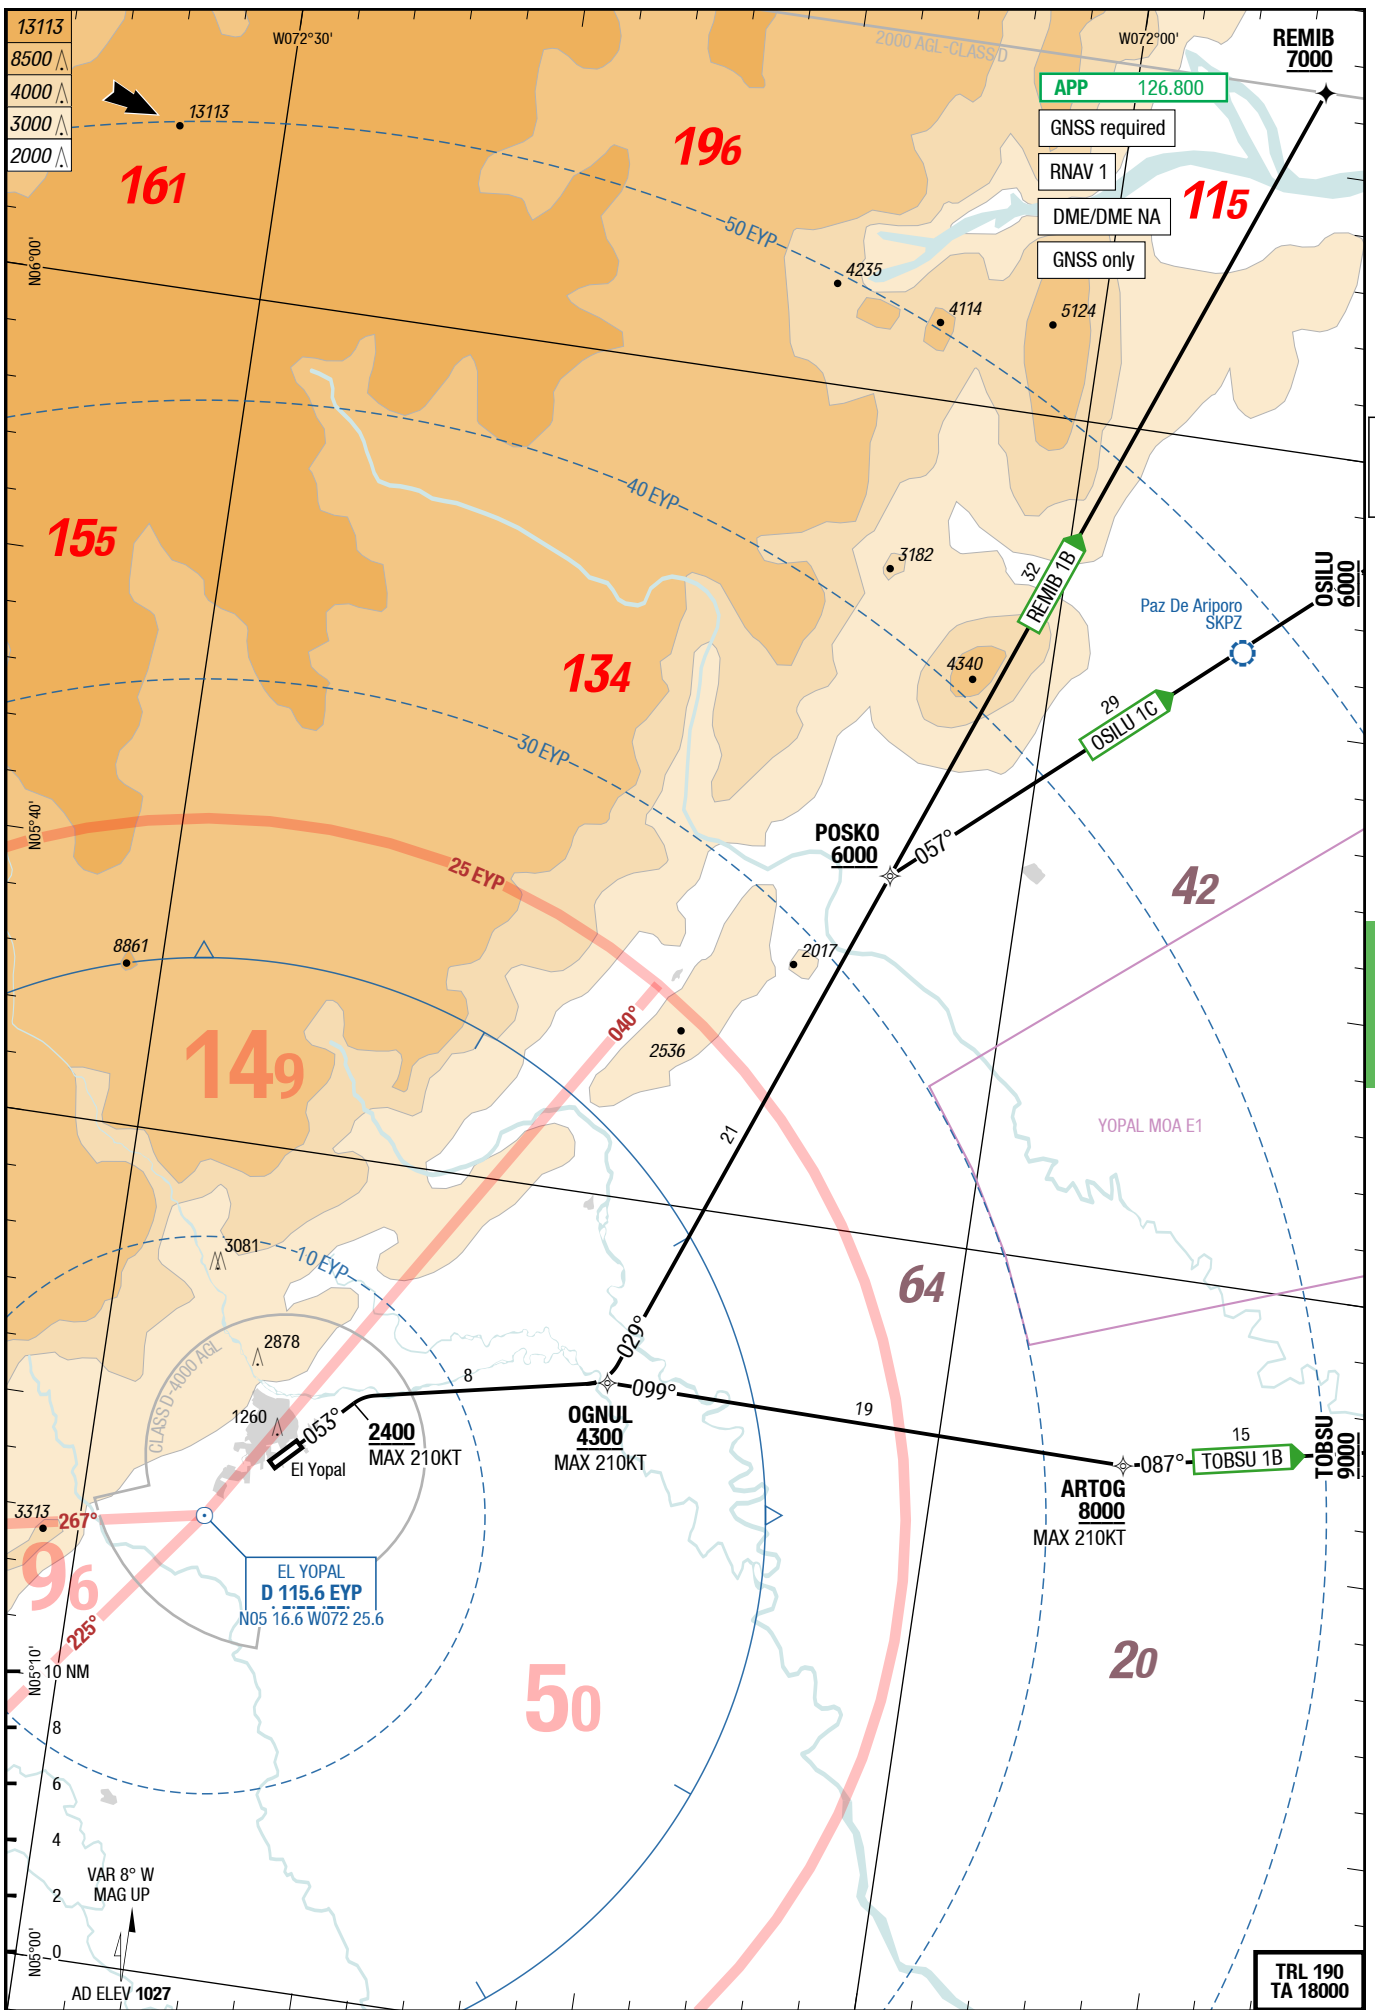 13113
8500
4000
3000
2000
W072°30'
2000 AGL-CLASS D
W072°00'
REMIB
7000
APP 126.800
GNSS required
RNAV 1
DME/DME NA
GNSS only
13113
161
196
115
50 EYP
N06°00'
4235
4114
5124
40 EYP
155
3182
32
REMIB 1B
OSILU
6000
Paz De Ariporo
SKPZ
134
4340
29
OSILU 1C
30 EYP
N05°40'
POSKO
6000
057°
25 EYP
42
8861
2017
040°
2536
149
21
YOPAL MOA E1
3081
10 EYP
64
CLASS D-4000 AGL
2878
029°
8
099°
1260
053°
2400
MAX 210KT
OGNUL
4300
MAX 210KT
19
El Yopal
15
TOBSU
9000
087°
TOBSU 1B
ARTOG
8000
MAX 210KT
3313
267°
96
EL YOPAL
D 115.6 EYP
N05 16.6 W072 25.6
225°
N05°10'
10 NM
50
20
8
6
4
VAR 8° W
MAG UP
2
N05°00'
0
AD ELEV 1027
TRL 190
TA 18000